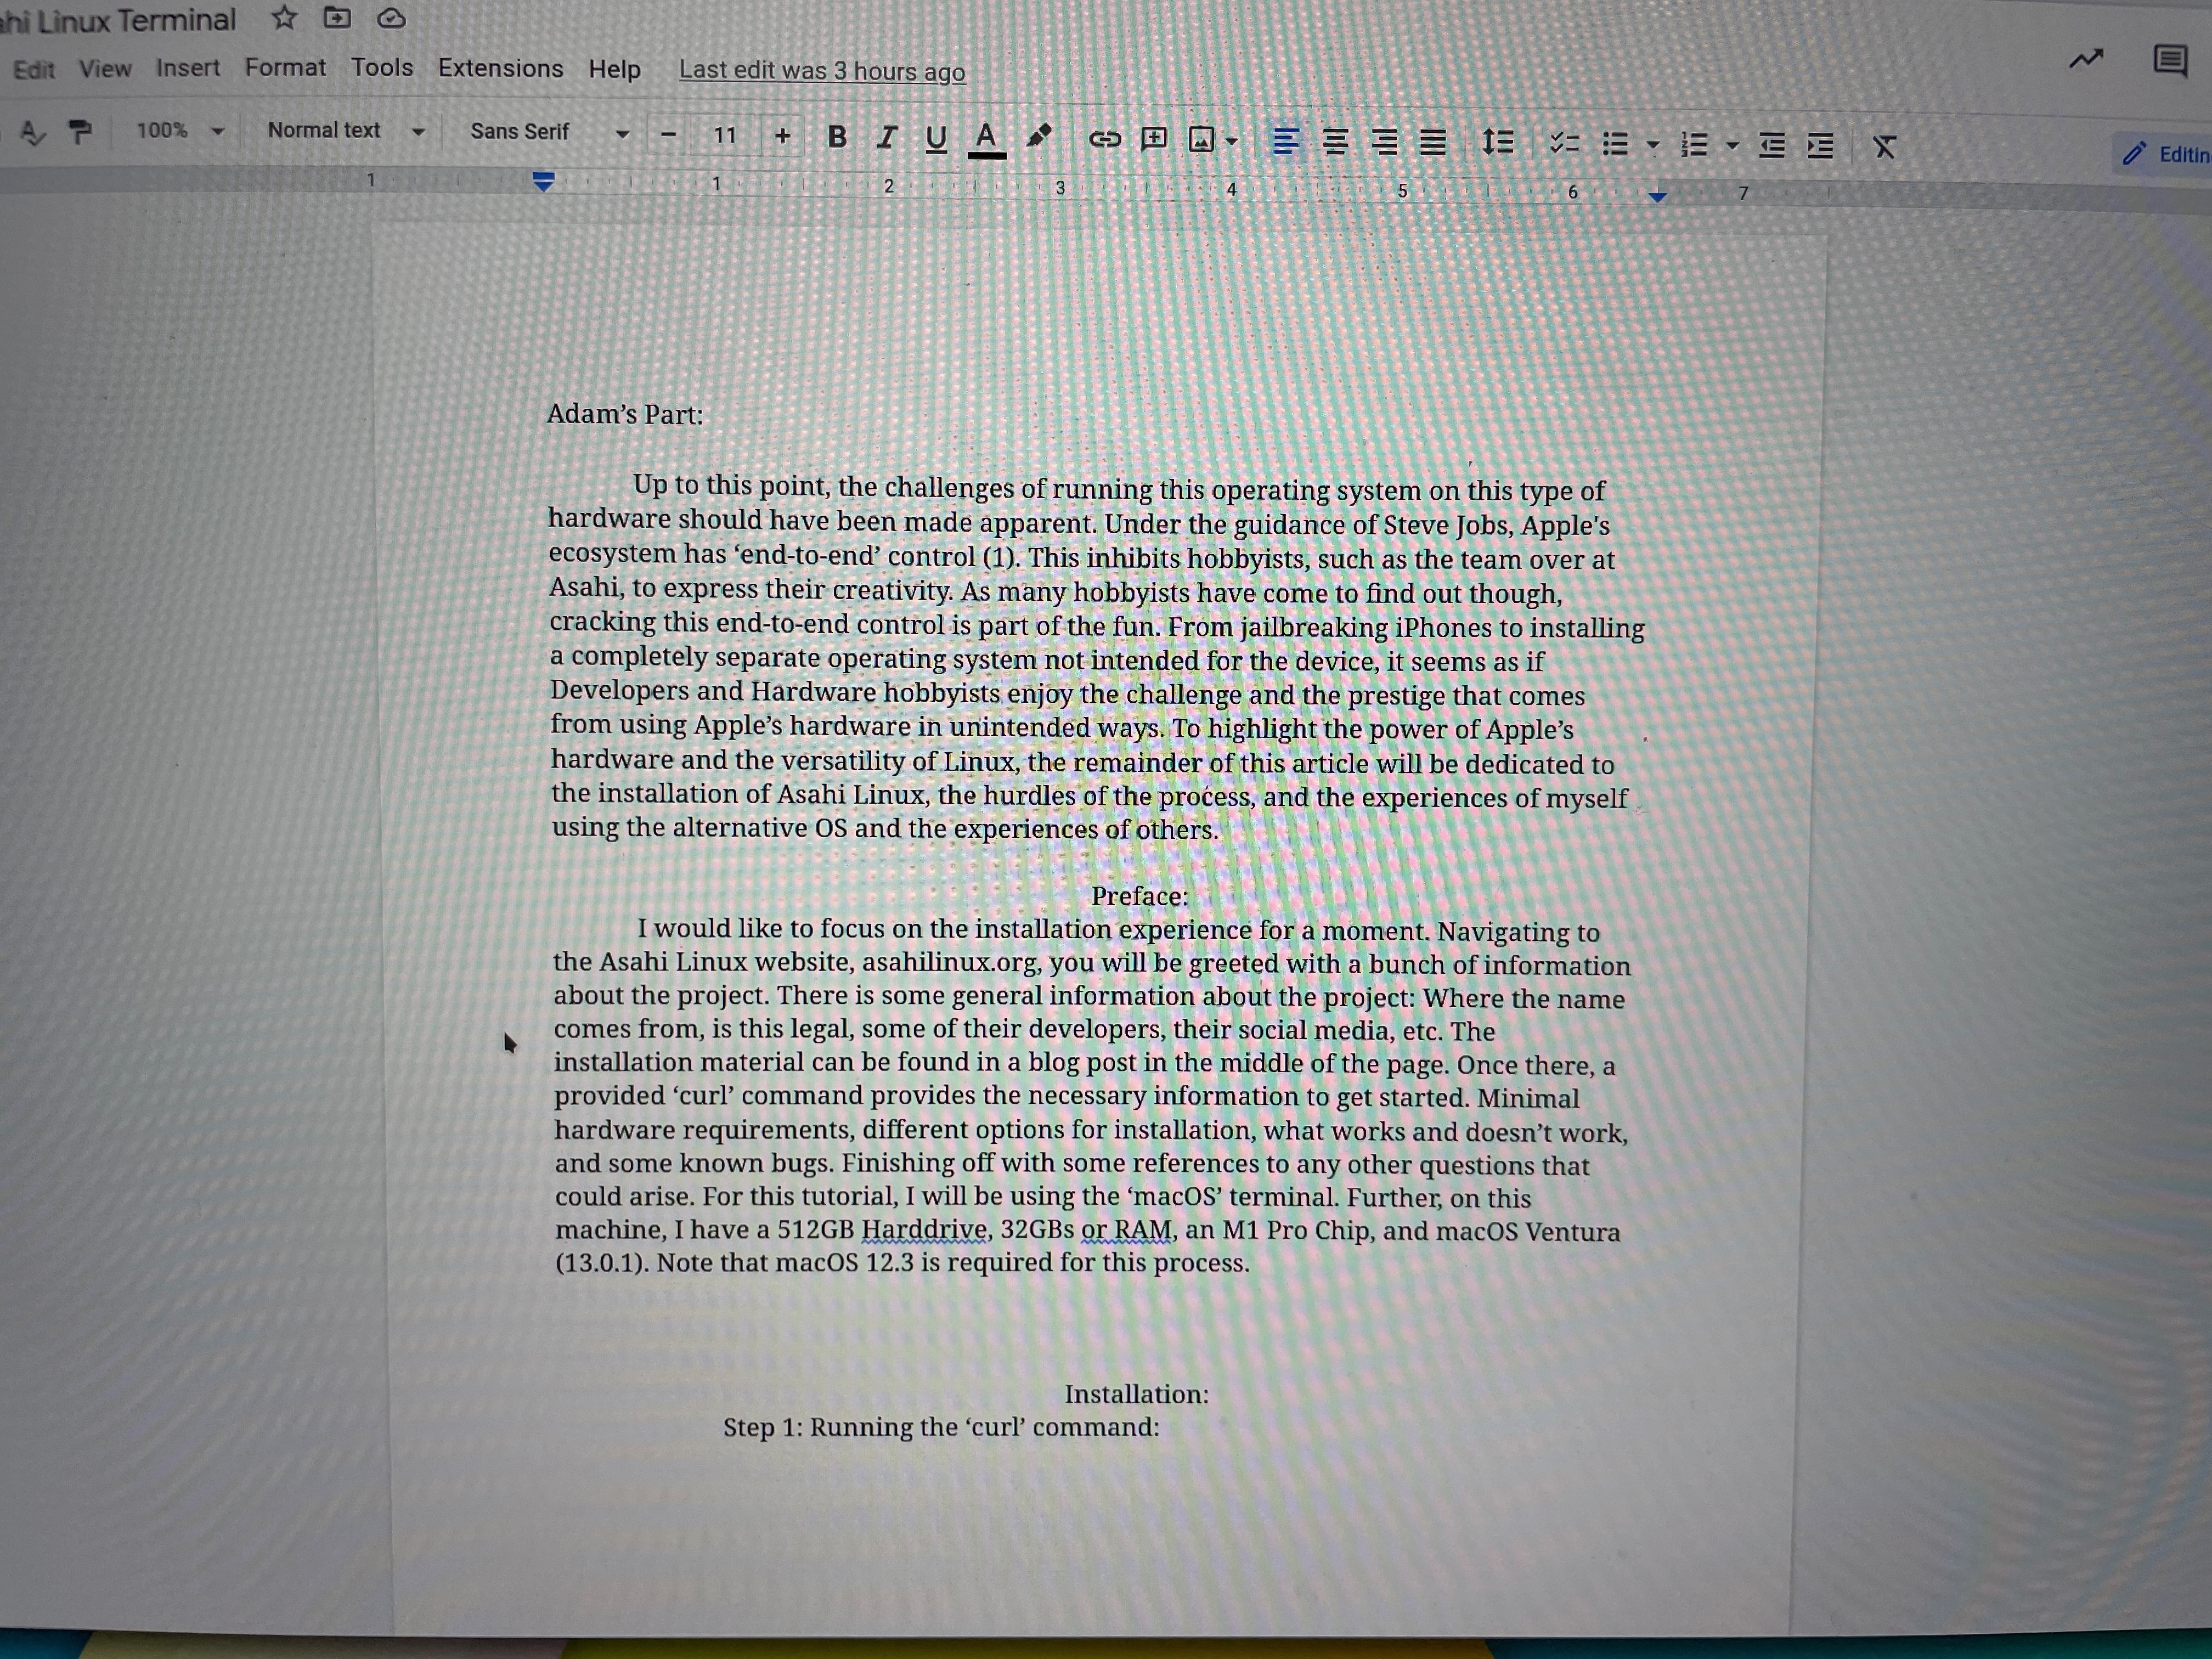 hi Linux Terminal
Edit View Insert Format Tools Extensions Help Last edit was 3 hours ago
100% Normal text Sans Serif − 11 + B I U A
Editin
1 1 2 3 4 5 6 7
Adam’s Part:
Up to this point, the challenges of running this operating system on this type of
hardware should have been made apparent. Under the guidance of Steve Jobs, Apple's
ecosystem has ‘end-to-end’ control (1). This inhibits hobbyists, such as the team over at
Asahi, to express their creativity. As many hobbyists have come to find out though,
cracking this end-to-end control is part of the fun. From jailbreaking iPhones to installing
a completely separate operating system not intended for the device, it seems as if
Developers and Hardware hobbyists enjoy the challenge and the prestige that comes
from using Apple’s hardware in unintended ways. To highlight the power of Apple’s
hardware and the versatility of Linux, the remainder of this article will be dedicated to
the installation of Asahi Linux, the hurdles of the process, and the experiences of myself
using the alternative OS and the experiences of others.
Preface:
I would like to focus on the installation experience for a moment. Navigating to
the Asahi Linux website, asahilinux.org, you will be greeted with a bunch of information
about the project. There is some general information about the project: Where the name
comes from, is this legal, some of their developers, their social media, etc. The
installation material can be found in a blog post in the middle of the page. Once there, a
provided ‘curl’ command provides the necessary information to get started. Minimal
hardware requirements, different options for installation, what works and doesn’t work,
and some known bugs. Finishing off with some references to any other questions that
could arise. For this tutorial, I will be using the ‘macOS’ terminal. Further, on this
machine, I have a 512GB Harddrive, 32GBs or RAM, an M1 Pro Chip, and macOS Ventura
(13.0.1). Note that macOS 12.3 is required for this process.
Installation:
Step 1: Running the ‘curl’ command: